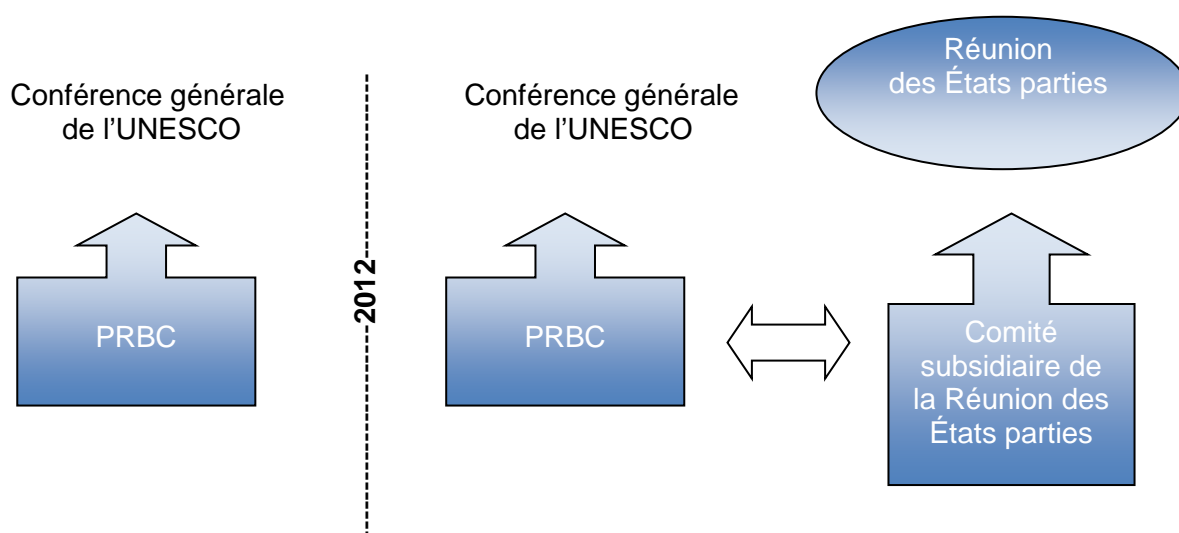 Conférence générale
de l’UNESCO
PRBC
2012
Conférence générale
de l’UNESCO
PRBC
Réunion
des États parties
Comité
subsidiaire de
la Réunion des
États parties